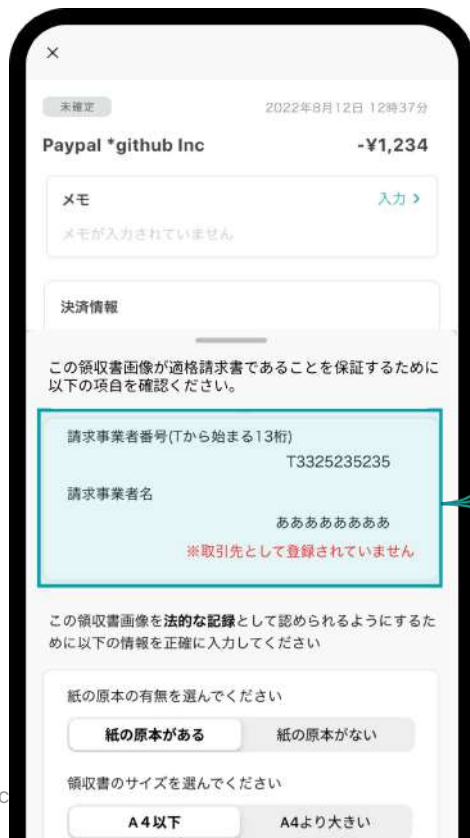 ×
未確定
2022年8月12日 12時37分
Paypal *github Inc
-¥1,234
メモ
入力 >
メモが入力されていません
決済情報
この領収書画像が適格請求書であることを保証するために
以下の項目を確認ください。
請求事業者番号(Tから始まる13桁)
T3325235235
請求事業者名
ああああああああ
※取引先として登録されていません
この領収書画像を法的な記録として認められるようにするた
めに以下の情報を正確に入力してください
紙の原本の有無を選んでください
紙の原本がある
紙の原本がない
領収書のサイズを選んでください
A４以下
A4より大きい